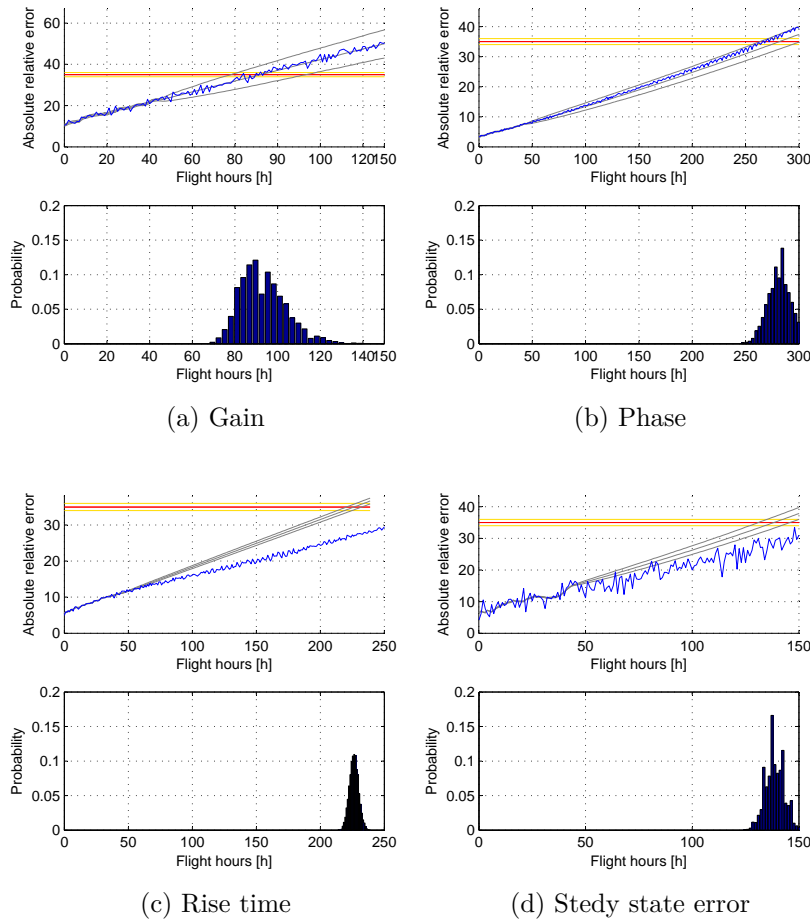 Absolute relative error
60
40
20
0
0 20 40 60 80 90 100 120 150
Flight hours [h]
Absolute relative error
40
30
20
10
0
0 50 100 150 200 250 300
Flight hours [h]
Probability
0.2
0.15
0.1
0.05
0
0 20 40 60 80 100 120 140 150
Flight hours [h]
Probability
0.2
0.15
0.1
0.05
0
0 50 100 150 200 250 300
Flight hours [h]
(a) Gain
(b) Phase
Absolute relative error
30
20
10
0
0 50 100 150 200 250
Flight hours [h]
Absolute relative error
40
30
20
10
0
0 50 100 150
Flight hours [h]
Probability
0.2
0.15
0.1
0.05
0
0 50 100 150 200 250
Flight hours [h]
Probability
0.2
0.15
0.1
0.05
0
0 50 100 150
Flight hours [h]
(c) Rise time
(d) Stedy state error